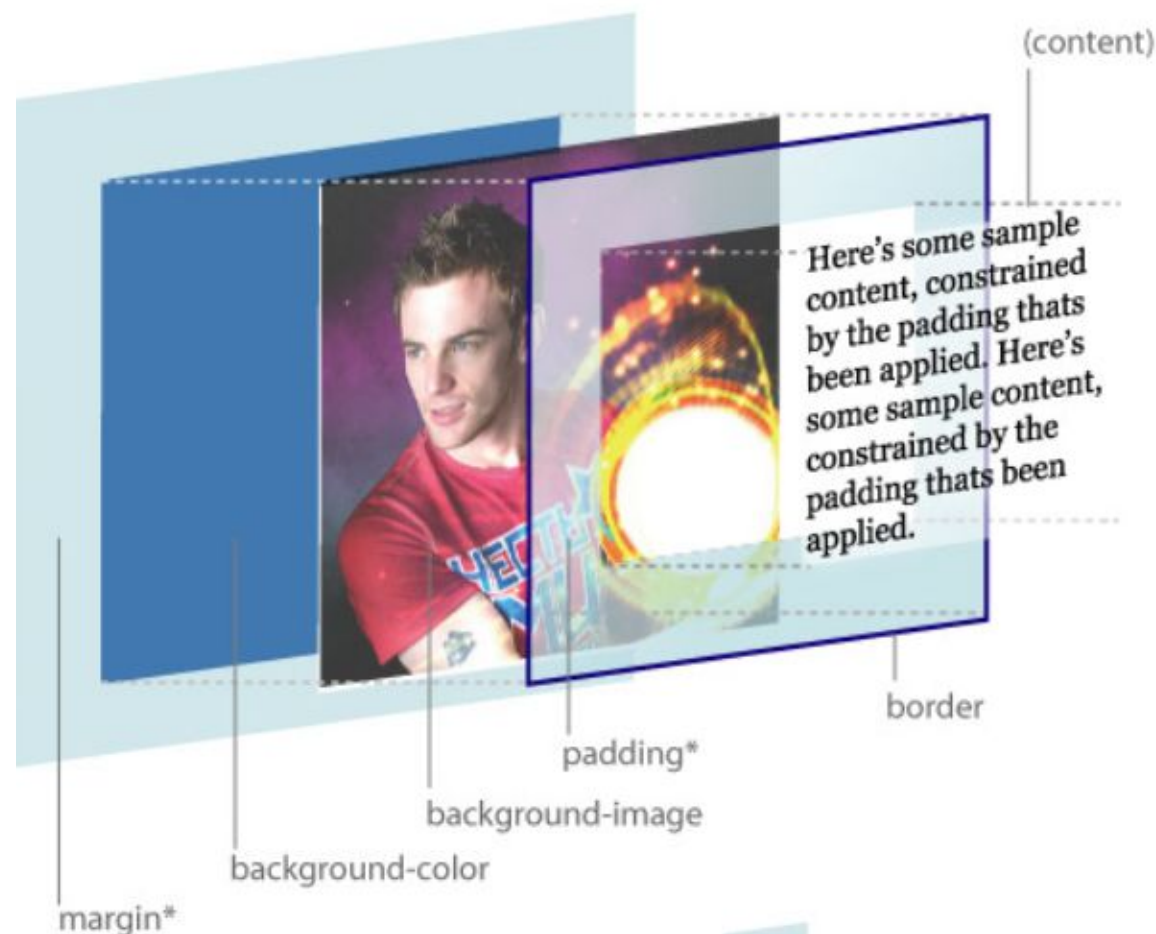 (content)
Here's some sample
content, constrained
by the padding thats
been applied. Here's
some sample content,
constrained by the
padding thats been
applied.
border
padding*
background-image
background-color
margin*